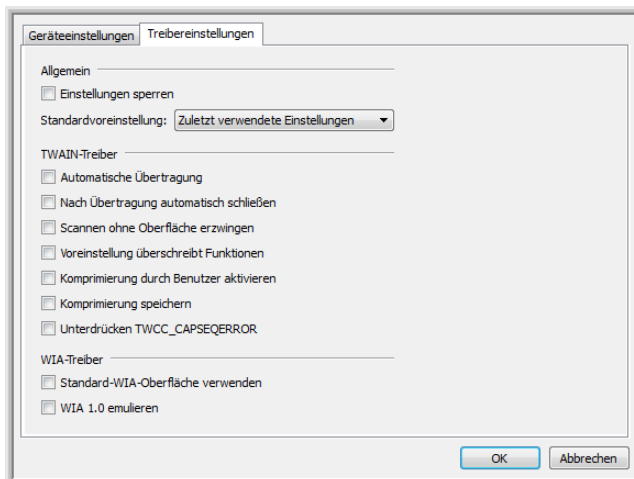 Geräteeinstellungen Treibereinstellungen
Allgemein
Einstellungen sperren
Standardvoreinstellung: Zuletzt verwendete Einstellungen
TWAIN-Treiber
Automatische Übertragung
Nach Übertragung automatisch schließen
Scannen ohne Oberfläche erzwingen
Voreinstellung überschreibt Funktionen
Komprimierung durch Benutzer aktivieren
Komprimierung speichern
Unterdrücken TWCC_CAPSEQERROR
WIA-Treiber
Standard-WIA-Oberfläche verwenden
WIA 1.0 emulieren
OK Abbrechen